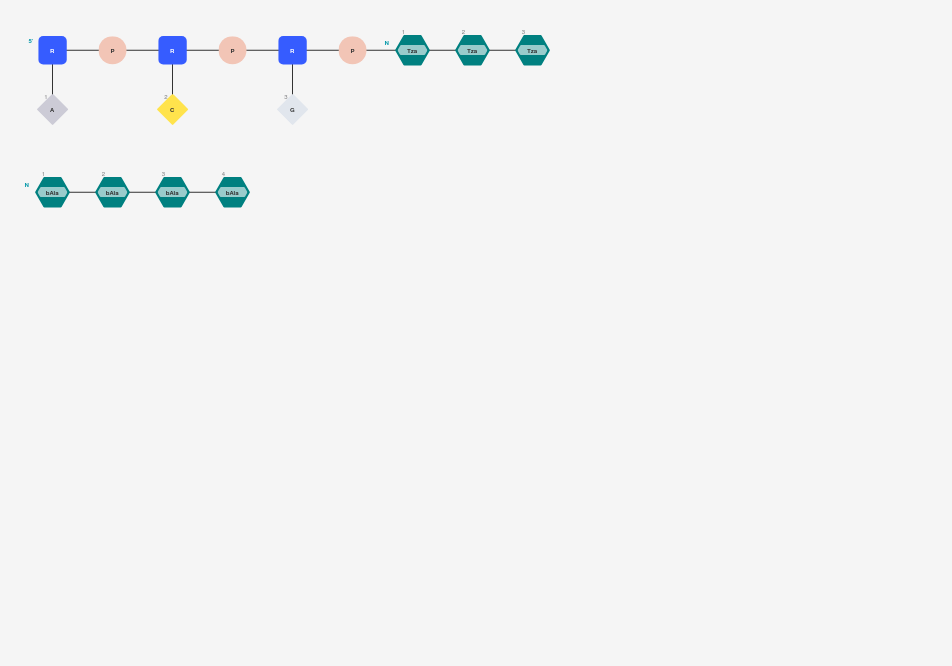 1 2 3
5' R P R P R P N Tza Tza Tza
1 2 3
A C G
1 2 3 4
N bAla bAla bAla bAla